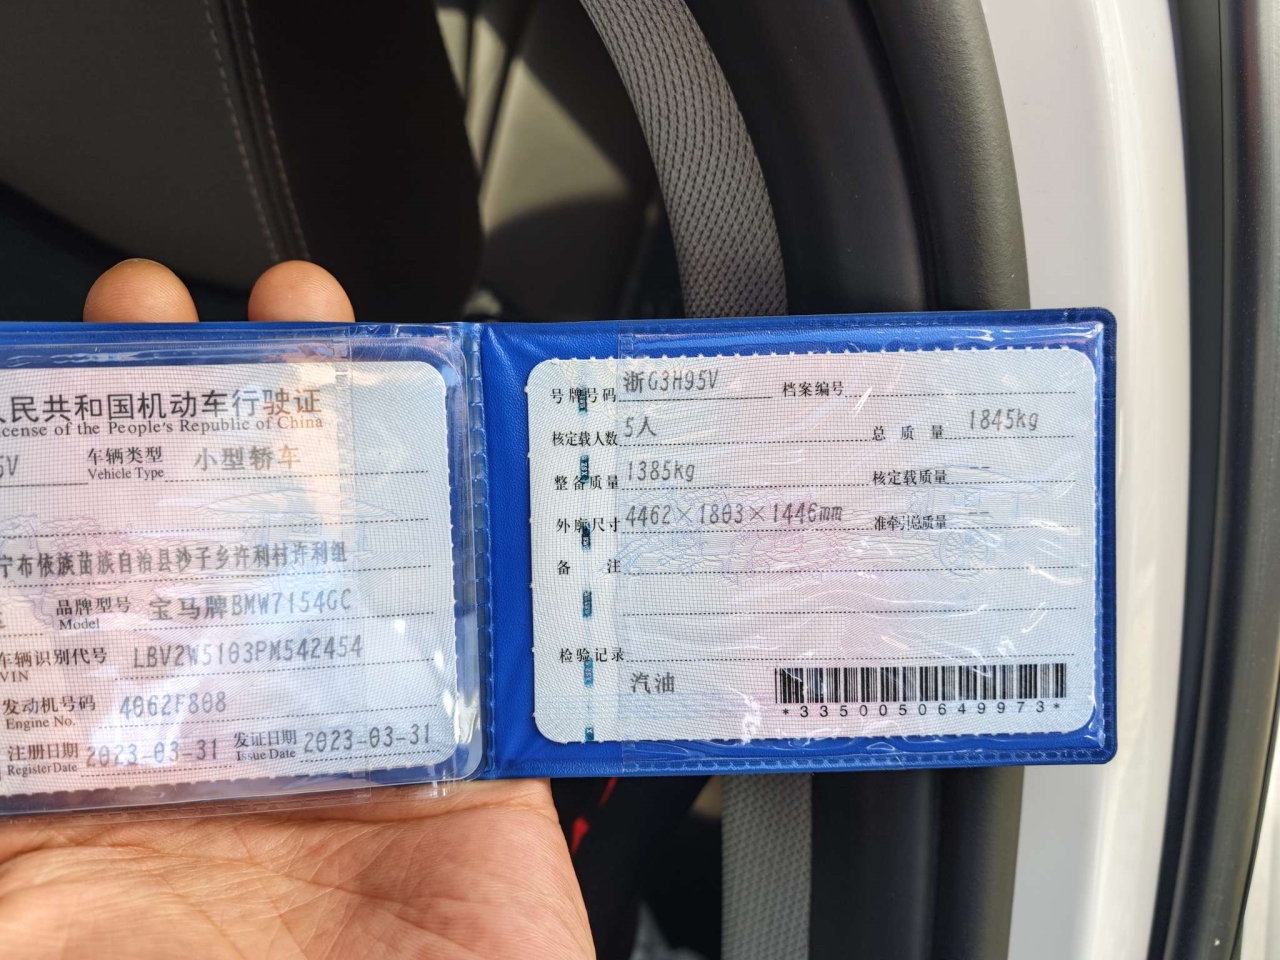 人民共和国机动车行驶证
icense of the People's Republic of China
5V 车辆类型 小型轿车
Vehicle Type
宁布依族苗族自治县沙子乡许利村许利组
品牌型号 宝马牌BMW7154GC
Model
车辆识别代号 LBV2W5103PM542454
VIN
发动机号码 4062F808
Engine No.
注册日期 2023-03-31 发证日期 2023-03-31
Register Date Issue Date
号牌号码 浙G3H95V 档案编号
核定载人数 5人 总质量 1845kg
整备质量 1385kg 核定载质量 --
外廓尺寸 4462×1803×1446mm 准牵引总质量 --
备注
检验记录
汽油
*3350050649973*